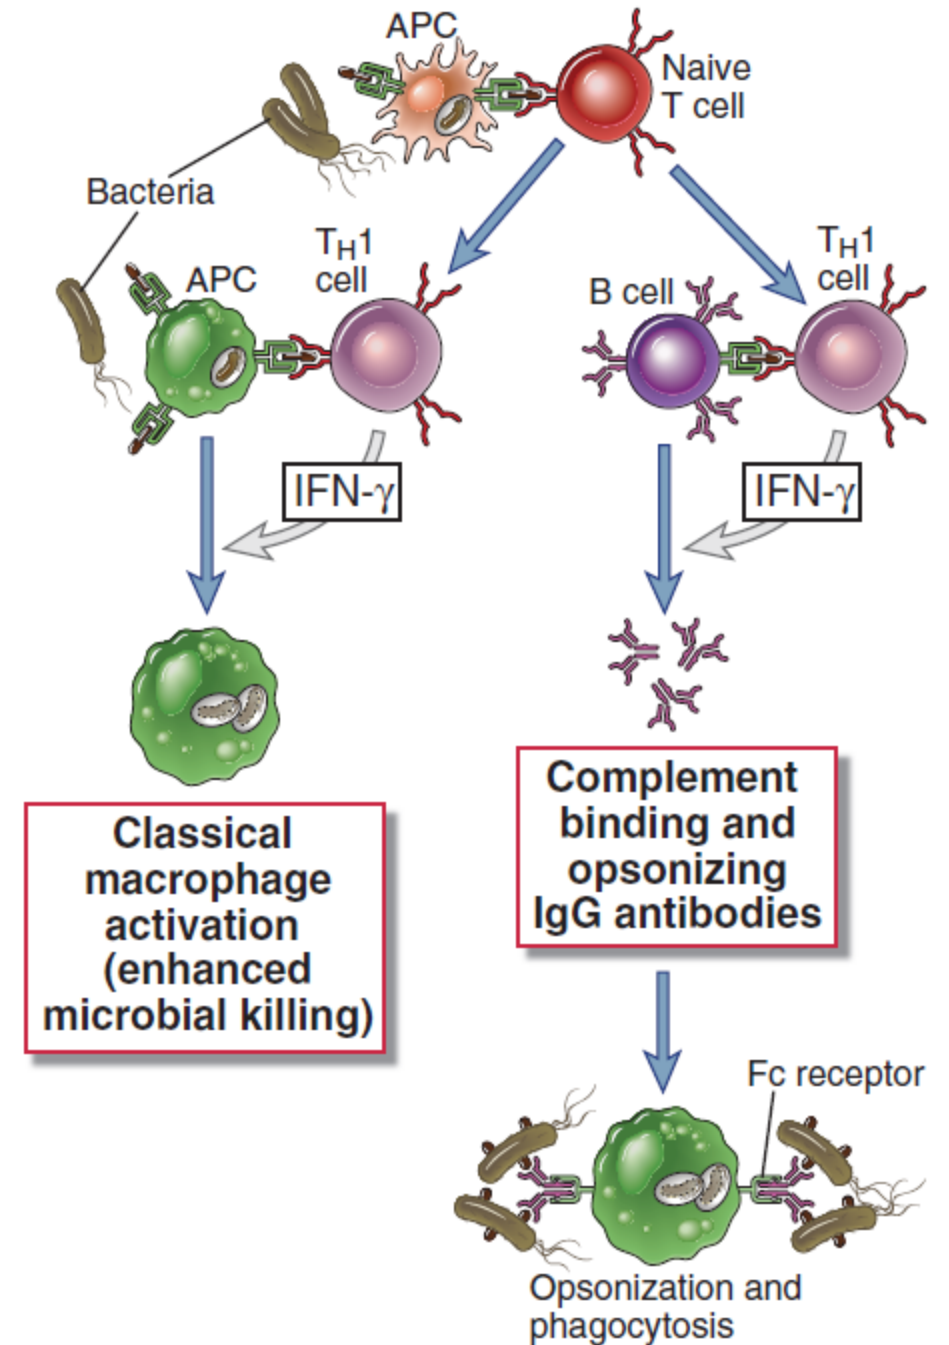 APC
Naive
T cell
Bacteria
APC
TH1
cell
B cell
TH1
cell
IFN-γ
IFN-γ
Classical
macrophage
activation
(enhanced
microbial killing)
Complement
binding and
opsonizing
IgG antibodies
Fc receptor
Opsonization and
phagocytosis